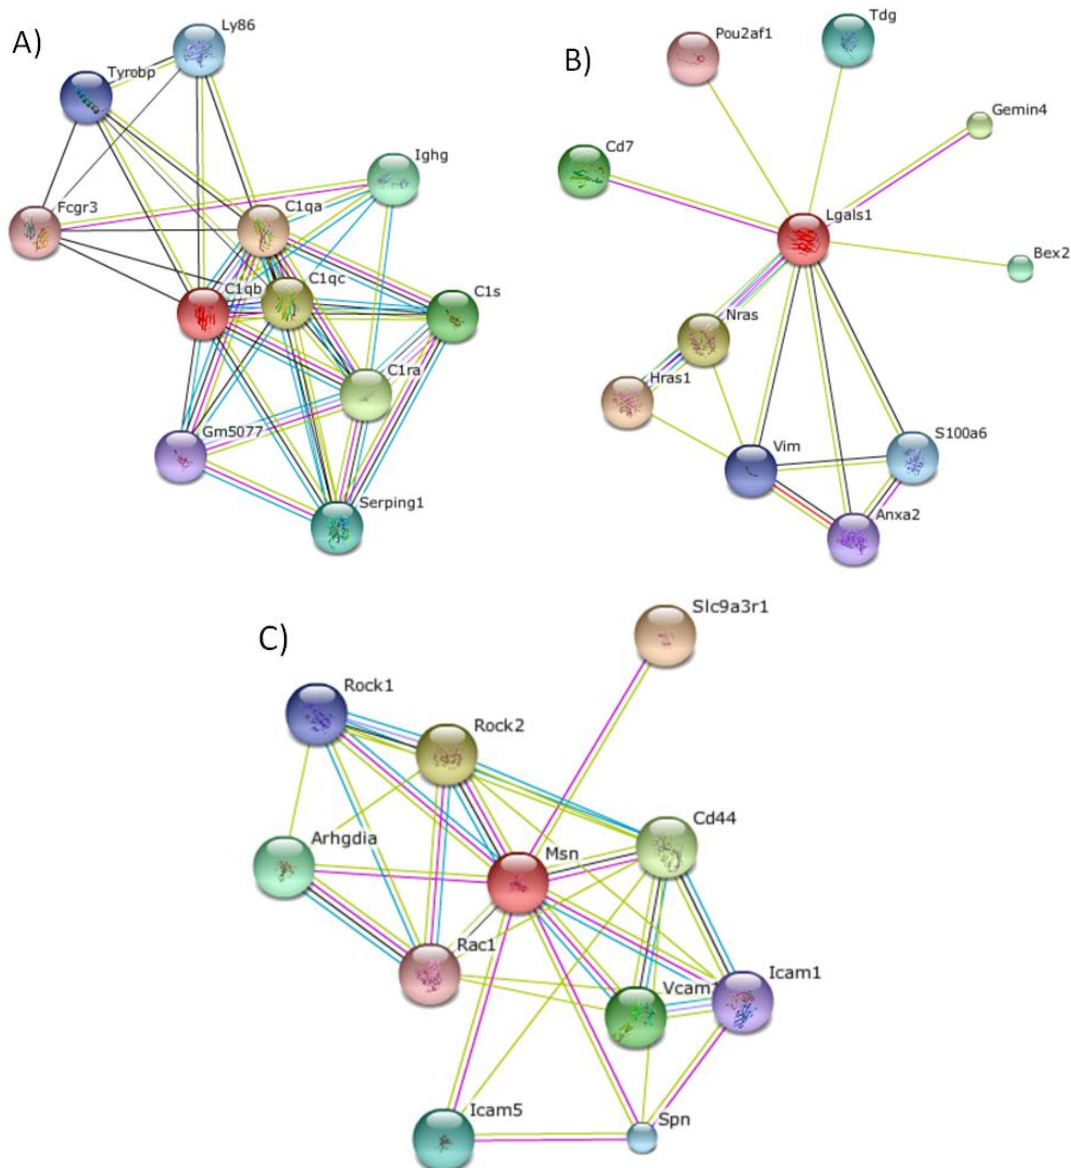 A)
Ly86
Tyrobp
Ighg
Fcgr3
C1qa
C1qc
C1qb
C1s
C1ra
Gm5077
Serping1
B)
Pou2af1
Tdg
Gemin4
Cd7
Lgals1
Bex2
Nras
Hras1
Vim
S100a6
Anxa2
C)
Slc9a3r1
Rock1
Rock2
Cd44
Arhgdia
Msn
Rac1
Icam1
Vcam1
Icam5
Spn